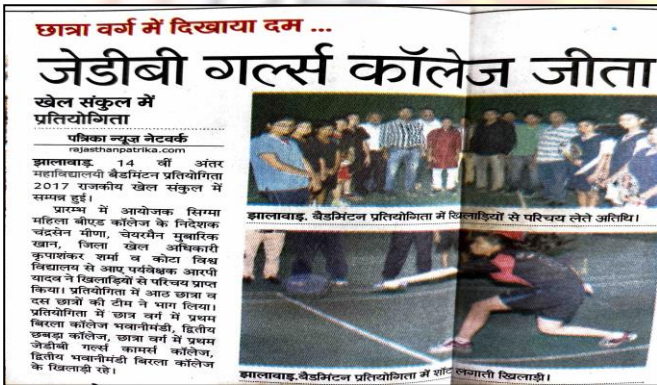 छात्रा वर्ग में दिखाया दम ...
जेडीबी गर्ल्स कॉलेज जीता
खेल संकुल में
प्रतियोगिता
पत्रिका न्यूज़ नेटवर्क
rajasthanpatrika.com
झालावाड़. 14 वीं अंतर
महाविद्यालयी बैडमिंटन प्रतियोगिता
2017 राजकीय खेल संकुल में
सम्पन्न हुई।
प्रारम्भ में आयोजक सिग्मा
महिला बीएड कॉलेज के निदेशक
चंद्रसेन मीणा, चेयरमैन मुबारिक
खान, जिला खेल अधिकारी
कृपाशंकर शर्मा व कोटा विश्व
विद्यालय से आए पर्यवेक्षक आरपी
यादव ने खिलाड़ियों से परिचय प्राप्त
किया। प्रतियोगिता में आठ छात्रा व
दस छात्रों की टीम ने भाग लिया।
प्रतियोगिता में छात्र वर्ग में प्रथम
बिरला कॉलेज भवानीमंडी, द्वितीय
छबड़ा कॉलेज, छात्रा वर्ग में प्रथम
जेडीबी गर्ल्स कामर्स कॉलेज,
द्वितीय भवानीमंडी बिरला कॉलेज
के खिलाड़ी रहे।
झालावाड़. बैडमिंटन प्रतियोगिता में खिलाड़ियों से परिचय लेते अतिथि।
झालावाड़.बैडमिंटन प्रतियोगिता में शॉट लगाती खिलाड़ी।